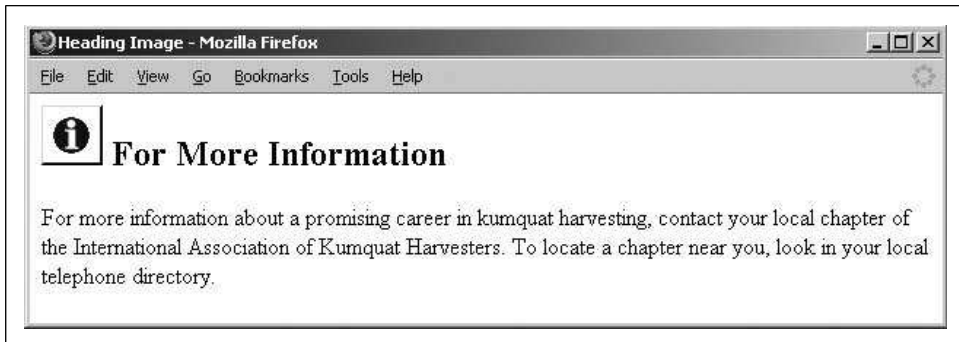 Heading Image - Mozilla Firefox
File Edit View Go Bookmarks Tools Help
i For More Information
For more information about a promising career in kumquat harvesting, contact your local chapter of
the International Association of Kumquat Harvesters. To locate a chapter near you, look in your local
telephone directory.